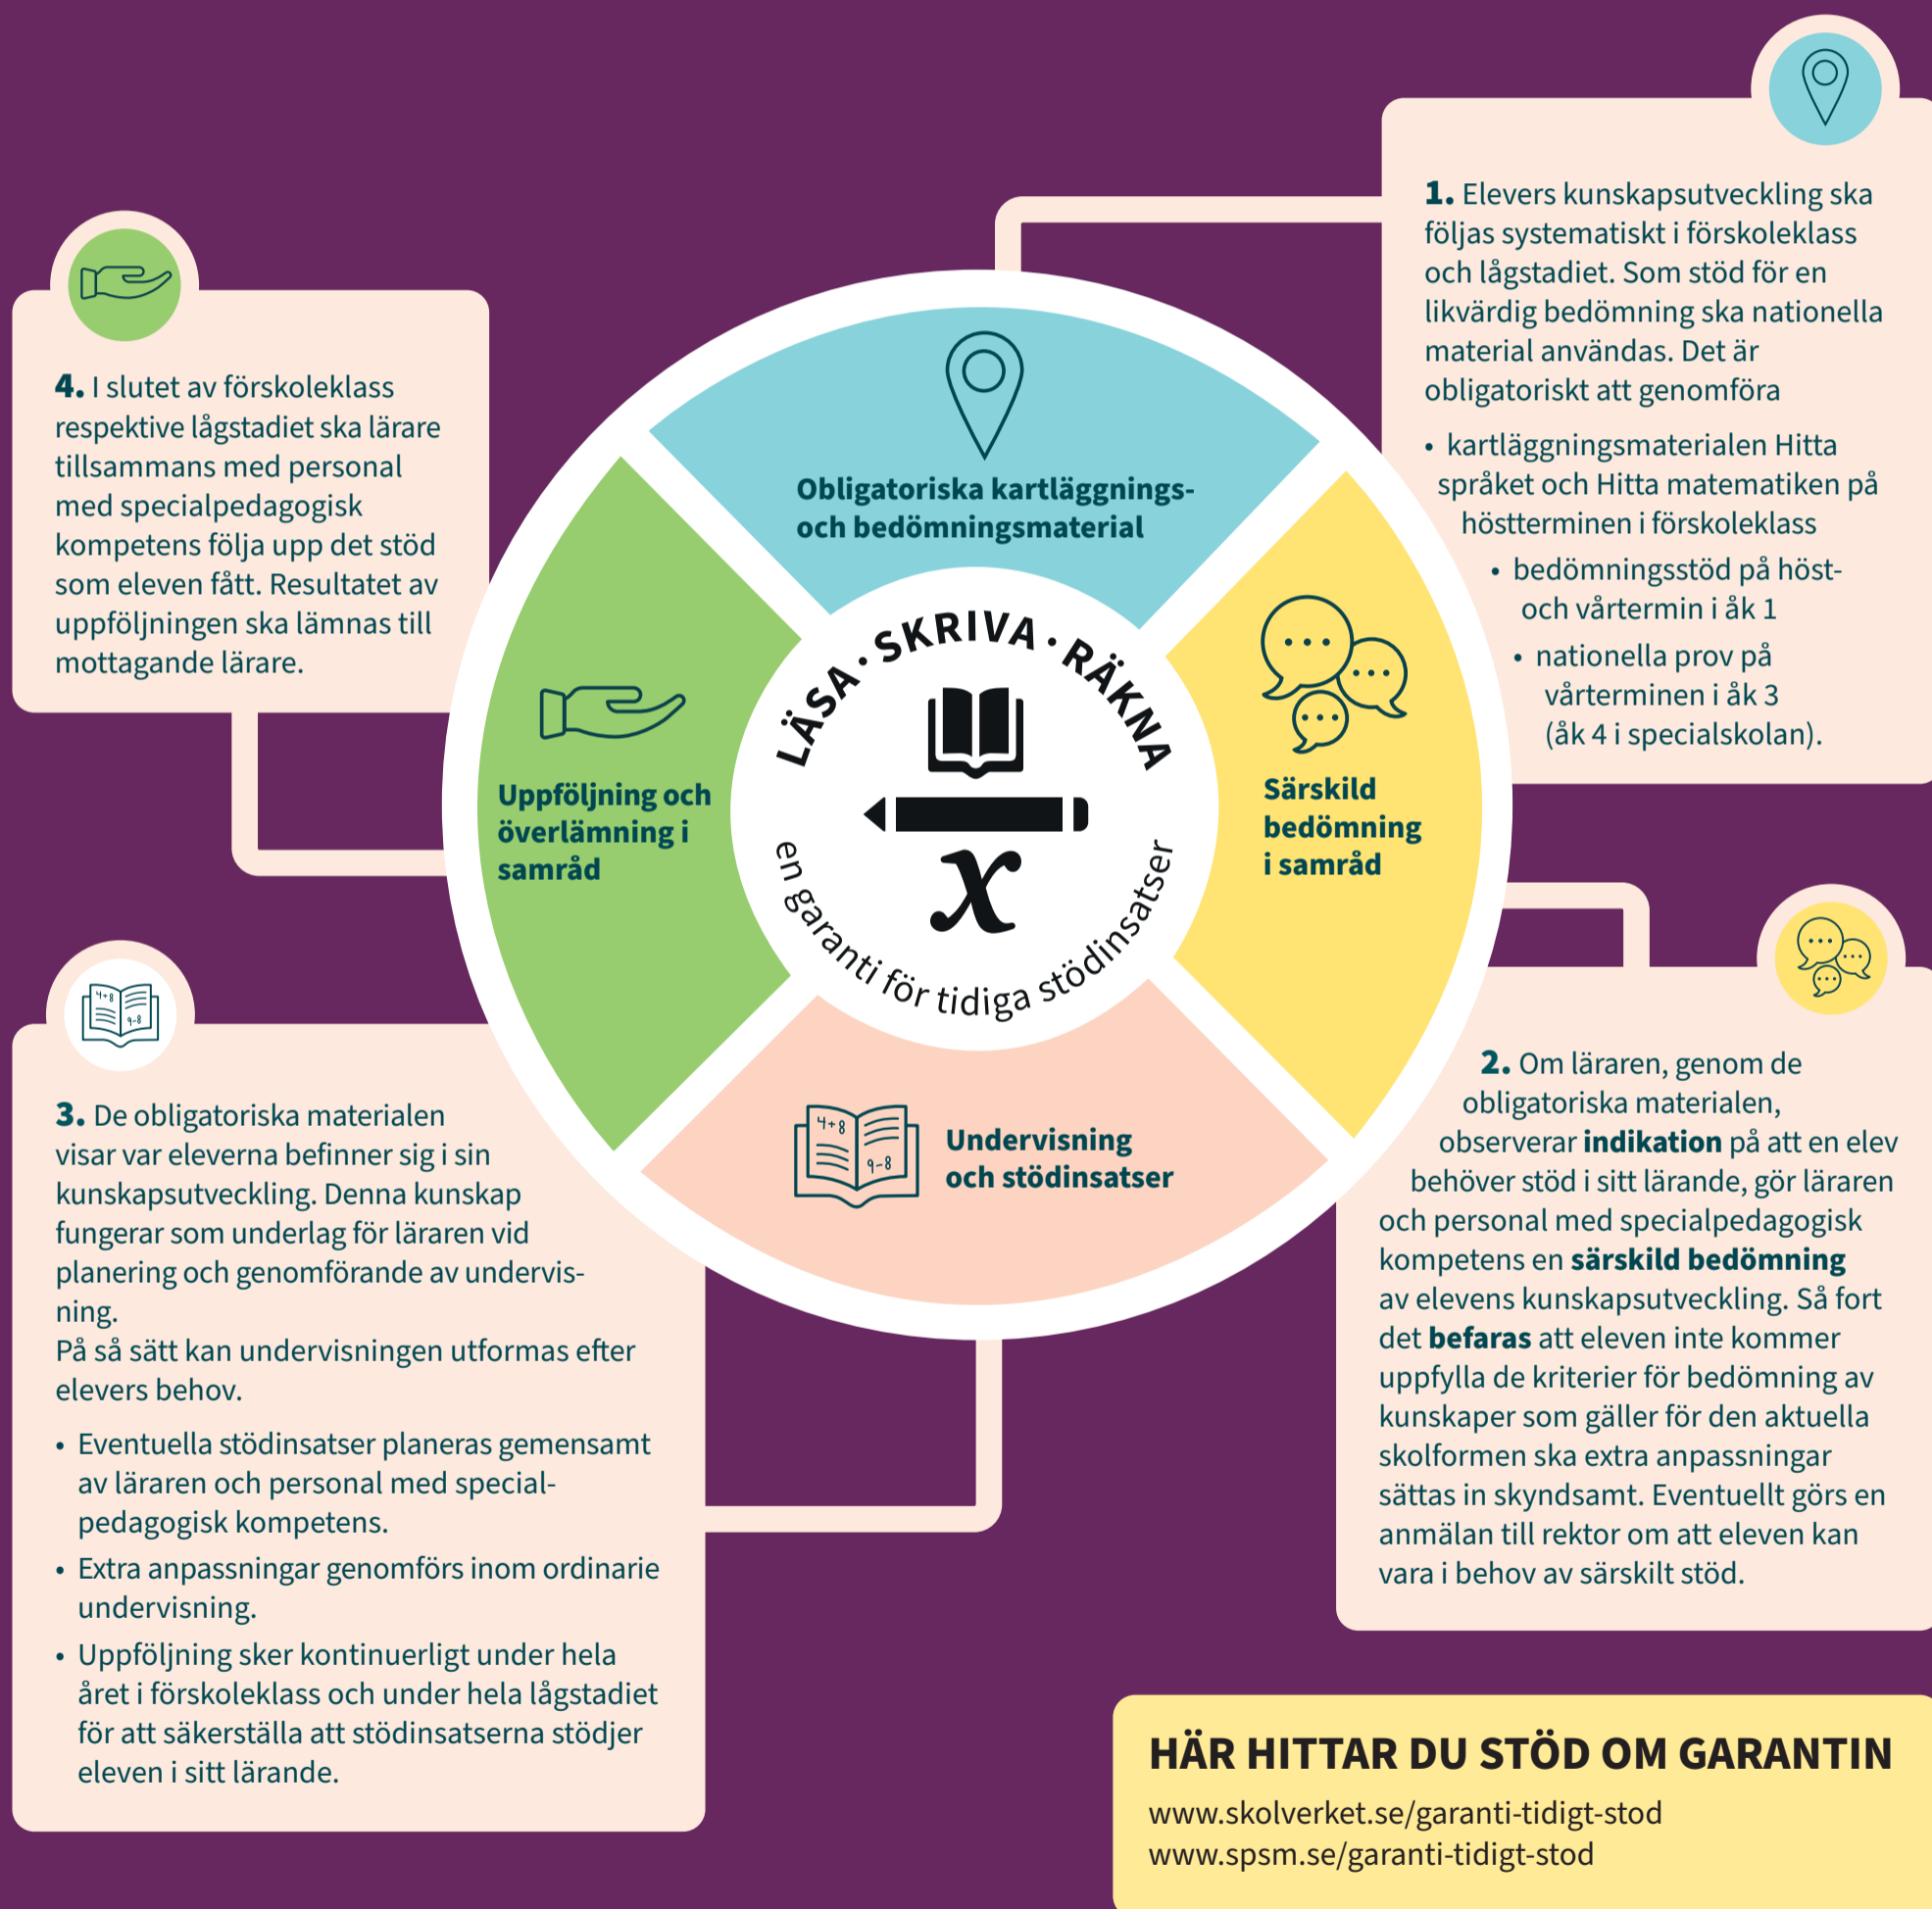 1. Elevers kunskapsutveckling ska
följas systematiskt i förskoleklass
och lågstadiet. Som stöd för en
likvärdig bedömning ska nationella
material användas. Det är
obligatoriskt att genomföra
• kartläggningsmaterialen Hitta
språket och Hitta matematiken på
höstterminen i förskoleklass
• bedömningsstöd på höst-
och vårtermin i åk 1
• nationella prov på
vårterminen i åk 3
(åk 4 i specialskolan).
4. I slutet av förskoleklass
respektive lågstadiet ska lärare
tillsammans med personal
med specialpedagogisk
kompetens följa upp det stöd
som eleven fått. Resultatet av
uppföljningen ska lämnas till
mottagande lärare.
Obligatoriska kartläggnings-
och bedömningsmaterial
LÄSA · SKRIVA · RÄKNA
x
en garanti för tidiga stödinsatser
Uppföljning och
överlämning i
samråd
Särskild
bedömning
i samråd
4+8
9-8
Undervisning
och stödinsatser
2. Om läraren, genom de
obligatoriska materialen,
observerar indikation på att en elev
behöver stöd i sitt lärande, gör läraren
och personal med specialpedagogisk
kompetens en särskild bedömning
av elevens kunskapsutveckling. Så fort
det befaras att eleven inte kommer
uppfylla de kriterier för bedömning av
kunskaper som gäller för den aktuella
skolformen ska extra anpassningar
sättas in skyndsamt. Eventuellt görs en
anmälan till rektor om att eleven kan
vara i behov av särskilt stöd.
4+8
9-8
3. De obligatoriska materialen
visar var eleverna befinner sig i sin
kunskapsutveckling. Denna kunskap
fungerar som underlag för läraren vid
planering och genomförande av undervis-
ning.
På så sätt kan undervisningen utformas efter
elevers behov.
• Eventuella stödinsatser planeras gemensamt
av läraren och personal med special-
pedagogisk kompetens.
• Extra anpassningar genomförs inom ordinarie
undervisning.
• Uppföljning sker kontinuerligt under hela
året i förskoleklass och under hela lågstadiet
för att säkerställa att stödinsatserna stödjer
eleven i sitt lärande.
HÄR HITTAR DU STÖD OM GARANTIN
www.skolverket.se/garanti-tidigt-stod
www.spsm.se/garanti-tidigt-stod